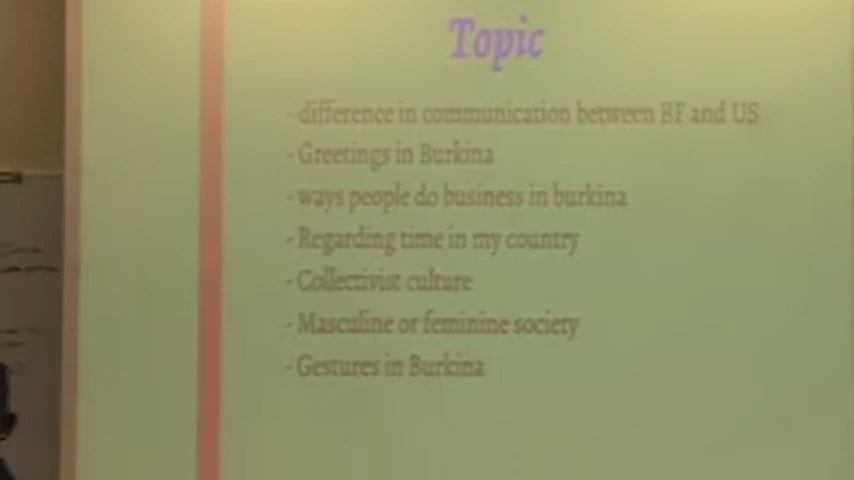 Topic
- difference in communication between BF and US
- Greetings in Burkina
- ways people do business in burkina
- Regarding time in my country
- Collectivist culture
- Masculine or feminine society
- Gestures in Burkina